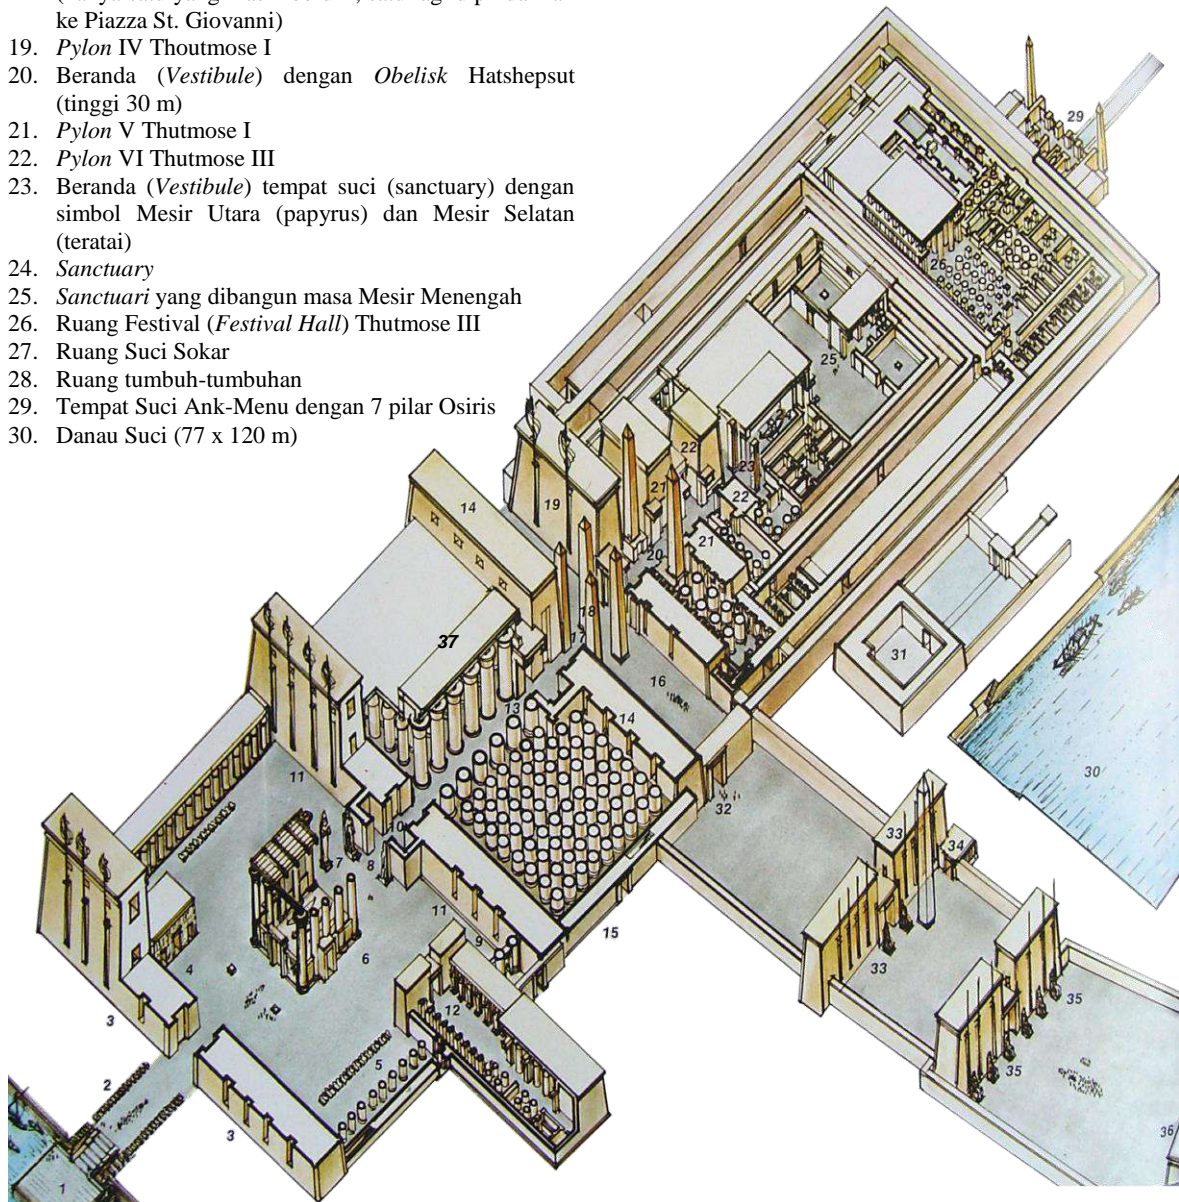 ke Piazza St. Giovanni)
19. Pylon IV Thoutmose I
20. Beranda (Vestibule) dengan Obelisk Hatshepsut
(tinggi 30 m)
21. Pylon V Thutmose I
22. Pylon VI Thutmose III
23. Beranda (Vestibule) tempat suci (sanctuary) dengan
simbol Mesir Utara (papyrus) dan Mesir Selatan
(teratai)
24. Sanctuary
25. Sanctuari yang dibangun masa Mesir Menengah
26. Ruang Festival (Festival Hall) Thutmose III
27. Ruang Suci Sokar
28. Ruang tumbuh-tumbuhan
29. Tempat Suci Ank-Menu dengan 7 pilar Osiris
30. Danau Suci (77 x 120 m)
29
26
25
22
23
22
21
21
20
19
14
18
17
37
16
31
13
14
30
11
32
10
7
8
33
34
11
9
15
6
4
33
35
12
3
5
35
2
3
36
1